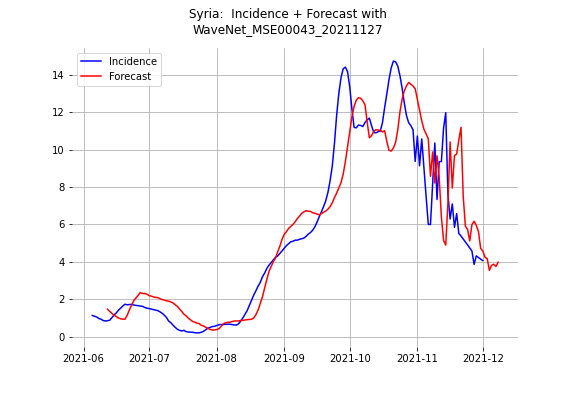 Syria:  Incidence + Forecast with
WaveNet_MSE00043_20211127
Incidence
Forecast
14
12
10
8
6
4
2
0
2021-06 2021-07 2021-08 2021-09 2021-10 2021-11 2021-12